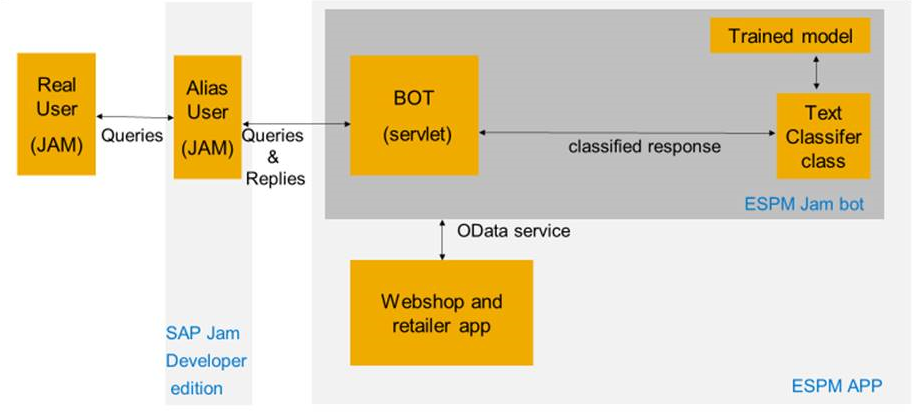 Real
User
(JAM)
Queries
Alias
User
(JAM)
Queries
&
Replies
BOT
(servlet)
classified response
Trained model
Text
Classifer
class
ESPM Jam bot
OData service
Webshop and
retailer app
SAP Jam
Developer
edition
ESPM APP